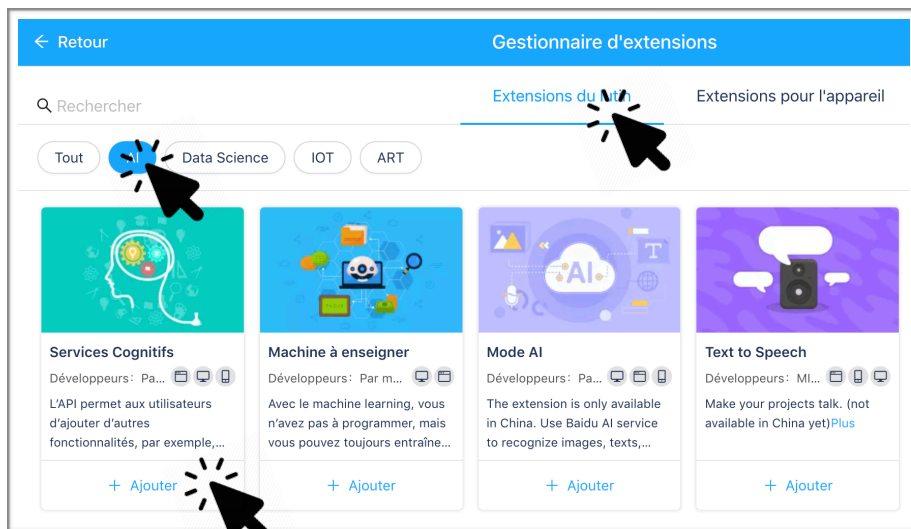 ← Retour
Gestionnaire d'extensions
Rechercher
Extensions du lutin
Extensions pour l'appareil
Tout
AI
Data Science
IOT
ART
AI
T
Services Cognitifs
Développeurs: Pa...
L'API permet aux utilisateurs
d'ajouter d'autres
fonctionnalités, par exemple,...
+ Ajouter
Machine à enseigner
Développeurs: Par m...
Avec le machine learning, vous
n'avez pas à programmer, mais
vous pouvez toujours entraîne...
+ Ajouter
Mode AI
Développeurs: Pa...
The extension is only available
in China. Use Baidu AI service
to recognize images, texts,...
+ Ajouter
Text to Speech
Développeurs: MI...
Make your projects talk. (not
available in China yet)Plus
+ Ajouter